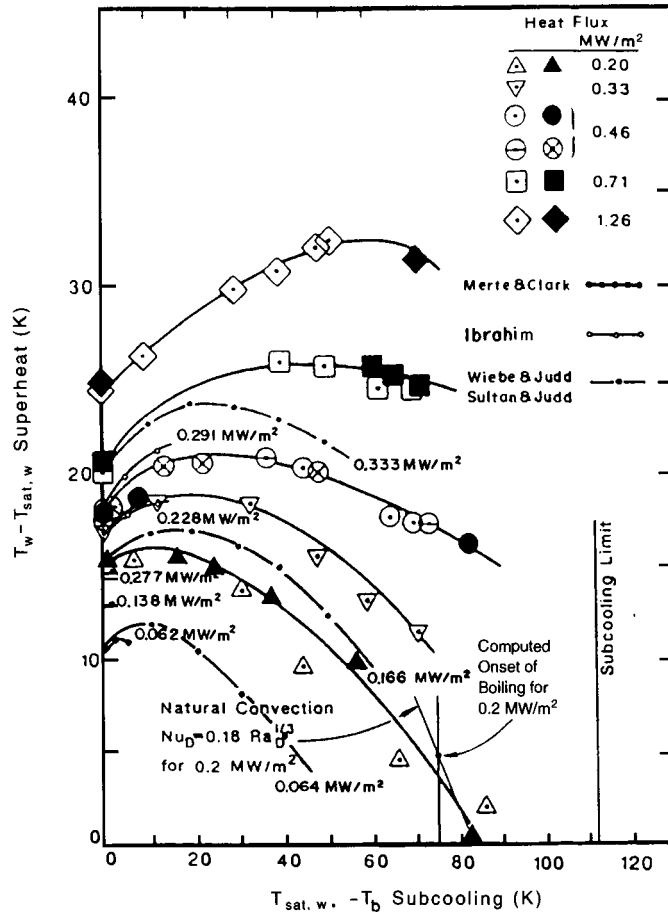 Heat Flux
MW/m²
0.20
0.33
0.46
0.71
1.26
Merte & Clark
Ibrahim
Wiebe & Judd
Sultan & Judd
40
30
20
10
0
T_w - T_sat,w Superheat (K)
0.291 MW/m²
0.333 MW/m²
0.228 MW/m²
0.277 MW/m²
0.138 MW/m²
0.062 MW/m²
0.166 MW/m²
0.064 MW/m²
Natural Convection
Nu_D=0.18 Ra_D^1/3
for 0.2 MW/m²
Computed
Onset of
Boiling for
0.2 MW/m²
Subcooling Limit
0 20 40 60 80 100 120
T_sat,w. -T_b Subcooling (K)